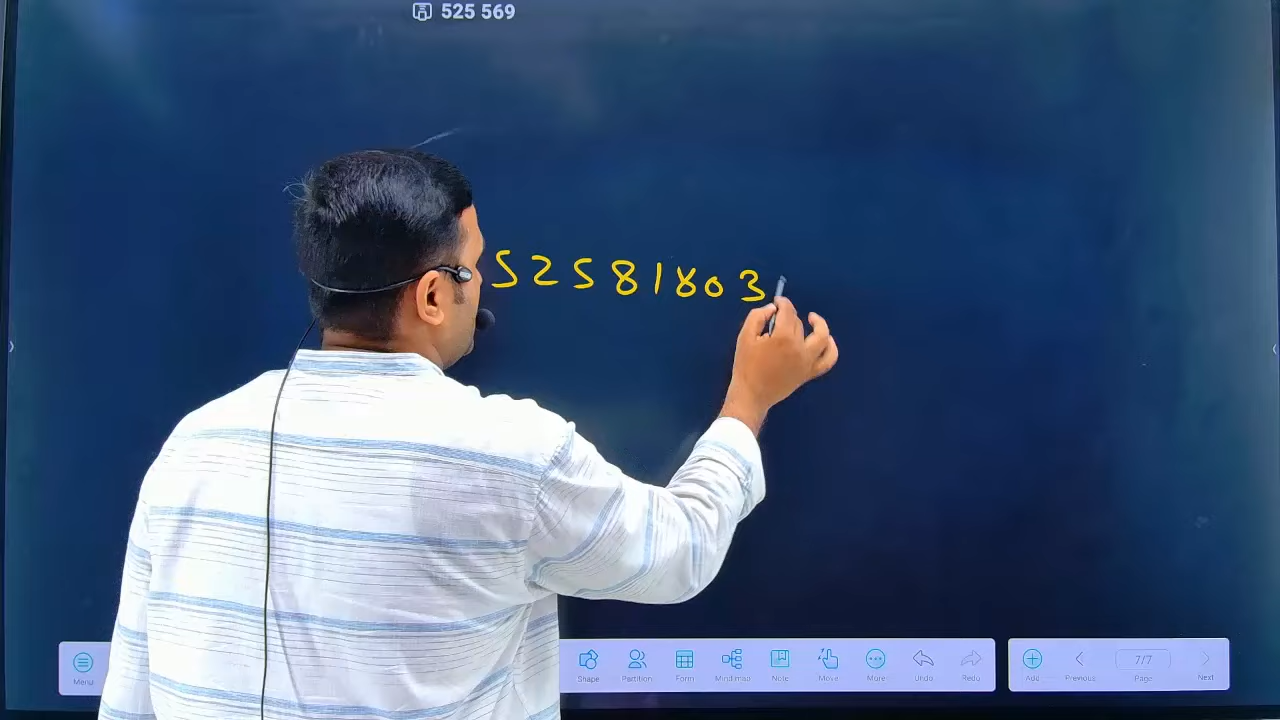 525 569
52581803
Menu
Shape Partition Form Mindmap Note Move More Undo Redo
Add Previous 7/7 Page Next